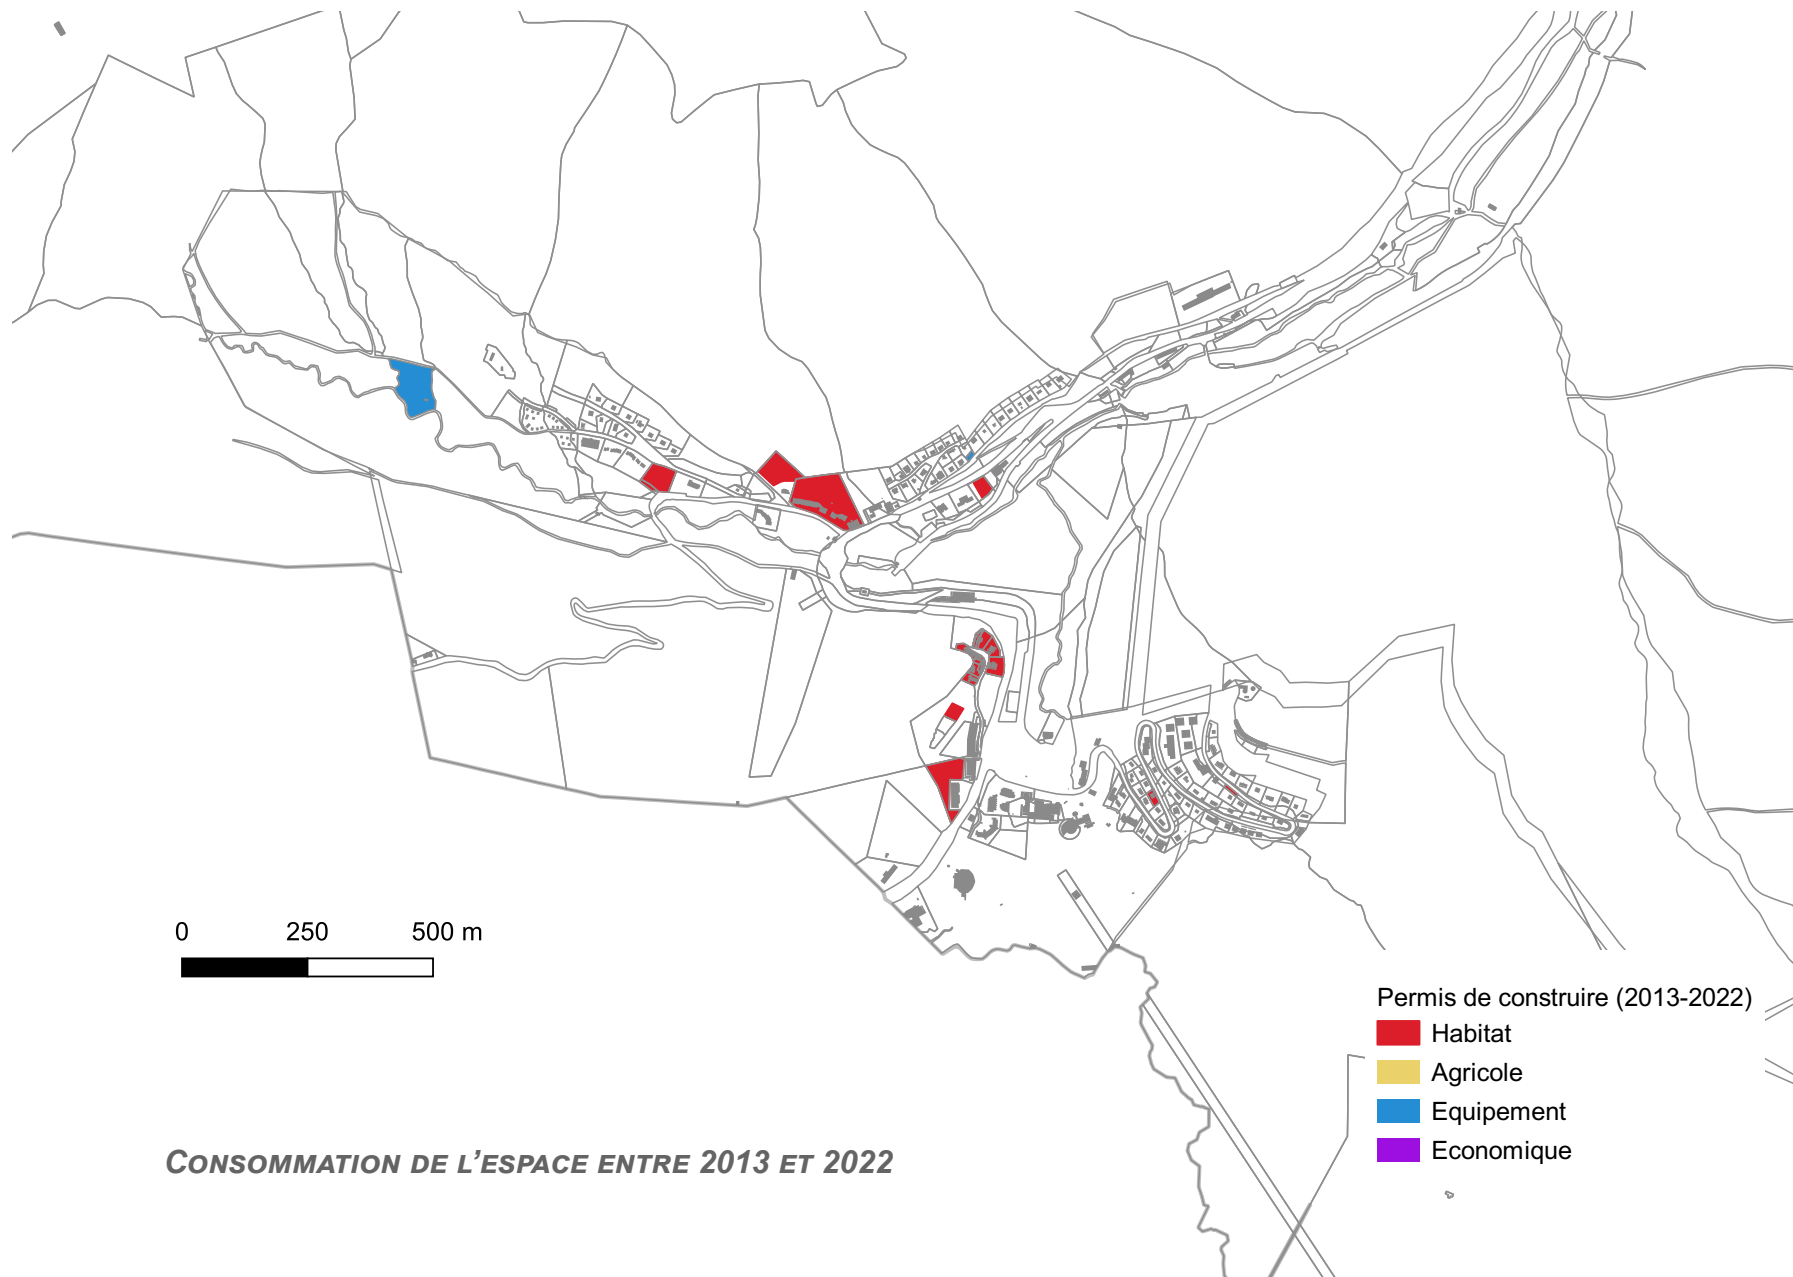 0 250 500 m
Permis de construire (2013-2022)
Habitat
Agricole
Equipement
Economique
CONSOMMATION DE L'ESPACE ENTRE 2013 ET 2022